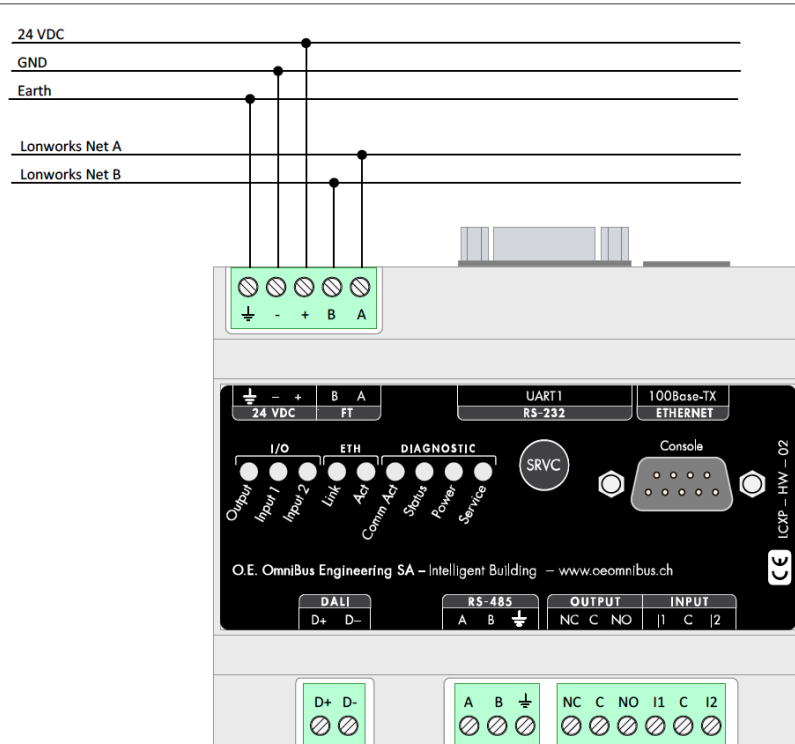 24 VDC
GND
Earth
Lonworks Net A
Lonworks Net B
- + B A
– + B A UART1 100Base-TX
24 VDC FT RS-232 ETHERNET
I/O ETH DIAGNOSTIC SRVC Console
Output Input 1 Input 2 Link Act Comm Act Status Power Service
LCXP – HW – 02
O.E. OmniBus Engineering SA – Intelligent Building – www.oeomnibus.ch
CE
DALI RS-485 OUTPUT INPUT
D+ D– A B NC C NO I1 C I2
D+ D- A B NC C NO I1 C I2